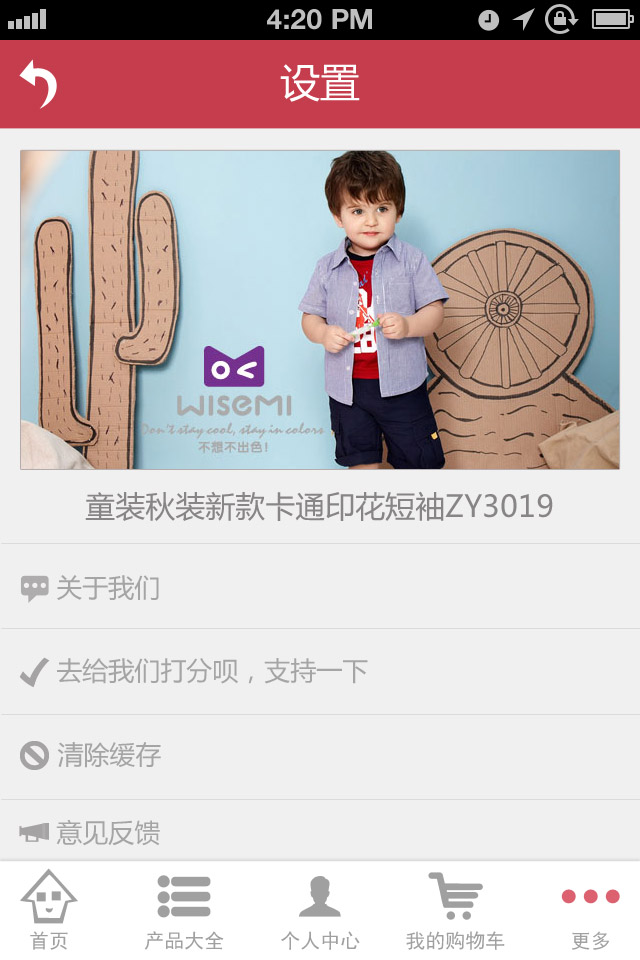 4:20 PM
设置
WISEMI
Don't stay cool, stay in colors
不想不出色!
童装秋装新款卡通印花短袖ZY3019
关于我们
去给我们打分呗，支持一下
清除缓存
意见反馈
首页
产品大全
个人中心
我的购物车
更多